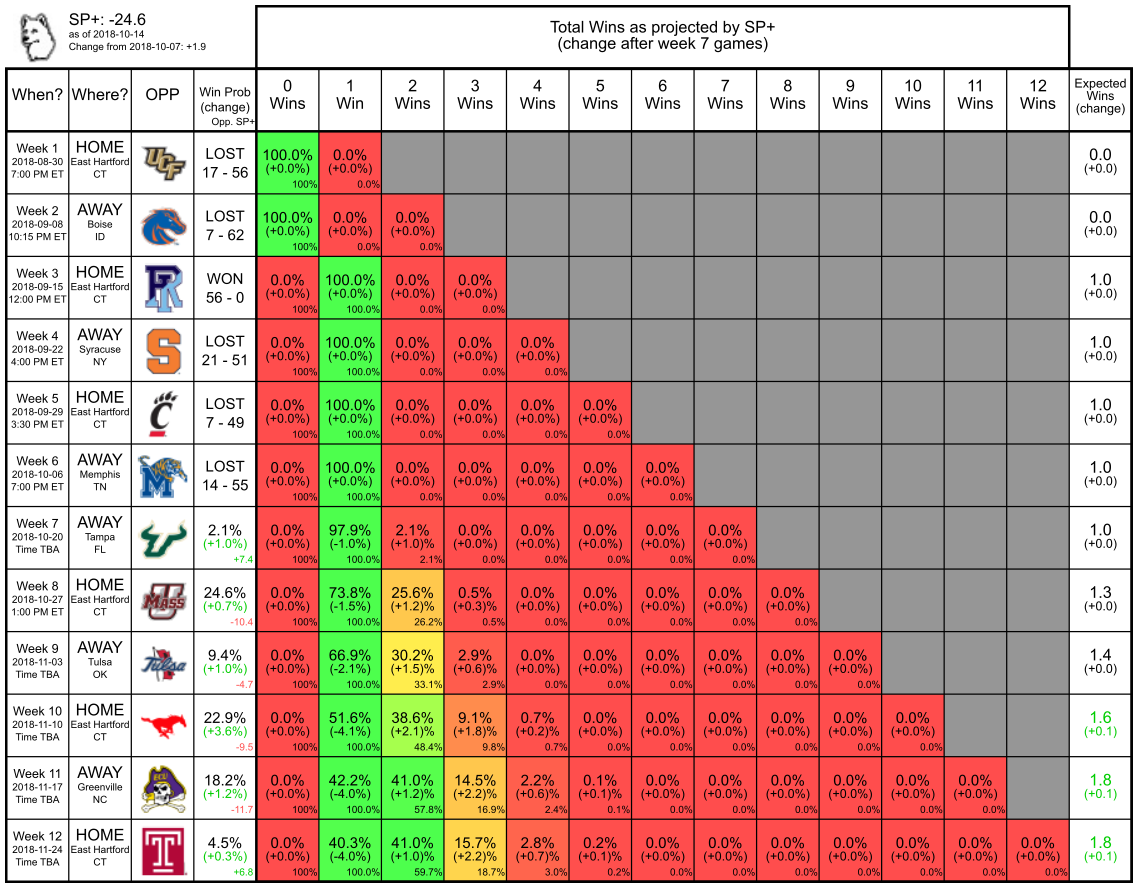 SP+: -24.6
as of 2018-10-14
Change from 2018-10-07: +1.9
Total Wins as projected by SP+
(change after week 7 games)
When? Where? OPP Win Prob (change) Opp. SP+ 0 Wins 1 Win 2 Wins 3 Wins 4 Wins 5 Wins 6 Wins 7 Wins 8 Wins 9 Wins 10 Wins 11 Wins 12 Wins Expected Wins (change)
Week 1 HOME LOST 100.0% 0.0% 0.0
2018-08-30 East Hartford UCF 17 - 56 (+0.0%) (+0.0%) (+0.0)
7:00 PM ET CT 100% 0.0%
Week 2 AWAY LOST 100.0% 0.0% 0.0% 0.0
2018-09-08 Boise 7 - 62 (+0.0%) (+0.0%) (+0.0%) (+0.0)
10:15 PM ET ID 100% 0.0% 0.0%
Week 3 HOME WON 0.0% 100.0% 0.0% 0.0% 1.0
2018-09-15 East Hartford 56 - 0 (+0.0%) (+0.0%) (+0.0%) (+0.0%) (+0.0)
12:00 PM ET CT 100% 100.0% 0.0% 0.0%
Week 4 AWAY S LOST 0.0% 100.0% 0.0% 0.0% 0.0% 1.0
2018-09-22 Syracuse 21 - 51 (+0.0%) (+0.0%) (+0.0%) (+0.0%) (+0.0%) (+0.0)
4:00 PM ET NY 100% 100.0% 0.0% 0.0% 0.0%
Week 5 HOME C LOST 0.0% 100.0% 0.0% 0.0% 0.0% 0.0% 1.0
2018-09-29 East Hartford 7 - 49 (+0.0%) (+0.0%) (+0.0%) (+0.0%) (+0.0%) (+0.0%) (+0.0)
3:30 PM ET CT 100% 100.0% 0.0% 0.0% 0.0% 0.0%
Week 6 AWAY M LOST 0.0% 100.0% 0.0% 0.0% 0.0% 0.0% 0.0% 1.0
2018-10-06 Memphis 14 - 55 (+0.0%) (+0.0%) (+0.0%) (+0.0%) (+0.0%) (+0.0%) (+0.0%) (+0.0)
7:00 PM ET TN 100% 100.0% 0.0% 0.0% 0.0% 0.0% 0.0%
Week 7 AWAY 2.1% 0.0% 97.9% 2.1% 0.0% 0.0% 0.0% 0.0% 0.0% 1.0
2018-10-20 Tampa (+1.0%) (+0.0%) (-1.0%) (+1.0)% (+0.0%) (+0.0%) (+0.0%) (+0.0%) (+0.0%) (+0.0)
Time TBA FL +7.4 100% 100.0% 2.1% 0.0% 0.0% 0.0% 0.0% 0.0%
Week 8 HOME 24.6% 0.0% 73.8% 25.6% 0.5% 0.0% 0.0% 0.0% 0.0% 0.0% 1.3
2018-10-27 East Hartford MASS (+0.7%) (+0.0%) (-1.5%) (+1.2)% (+0.3)% (+0.0%) (+0.0%) (+0.0%) (+0.0%) (+0.0%) (+0.0)
1:00 PM ET CT -10.4 100% 100.0% 26.2% 0.5% 0.0% 0.0% 0.0% 0.0% 0.0%
Week 9 AWAY 9.4% 0.0% 66.9% 30.2% 2.9% 0.0% 0.0% 0.0% 0.0% 0.0% 0.0% 1.4
2018-11-03 Tulsa Tulsa (+1.0%) (+0.0%) (-2.1%) (+1.5)% (+0.6)% (+0.0%) (+0.0%) (+0.0%) (+0.0%) (+0.0%) (+0.0%) (+0.0)
Time TBA OK -4.7 100% 100.0% 33.1% 2.9% 0.0% 0.0% 0.0% 0.0% 0.0% 0.0%
Week 10 HOME 22.9% 0.0% 51.6% 38.6% 9.1% 0.7% 0.0% 0.0% 0.0% 0.0% 0.0% 0.0% 1.6
2018-11-10 East Hartford (+3.6%) (+0.0%) (-4.1%) (+2.1)% (+1.8)% (+0.2)% (+0.0%) (+0.0%) (+0.0%) (+0.0%) (+0.0%) (+0.0%) (+0.1)
Time TBA CT -9.5 100% 100.0% 48.4% 9.8% 0.7% 0.0% 0.0% 0.0% 0.0% 0.0% 0.0%
Week 11 AWAY ECU 18.2% 0.0% 42.2% 41.0% 14.5% 2.2% 0.1% 0.0% 0.0% 0.0% 0.0% 0.0% 0.0% 1.8
2018-11-17 Greenville (+1.2%) (+0.0%) (-4.0%) (+1.2)% (+2.2)% (+0.6)% (+0.1)% (+0.0%) (+0.0%) (+0.0%) (+0.0%) (+0.0%) (+0.0%) (+0.1)
Time TBA NC -11.7 100% 100.0% 57.8% 16.9% 2.4% 0.1% 0.0% 0.0% 0.0% 0.0% 0.0% 0.0%
Week 12 HOME T 4.5% 0.0% 40.3% 41.0% 15.7% 2.8% 0.2% 0.0% 0.0% 0.0% 0.0% 0.0% 0.0% 0.0% 1.8
2018-11-24 East Hartford (+0.3%) (+0.0%) (-4.0%) (+1.0)% (+2.2)% (+0.7)% (+0.1)% (+0.0%) (+0.0%) (+0.0%) (+0.0%) (+0.0%) (+0.0%) (+0.0%) (+0.1)
Time TBA CT +6.8 100% 100.0% 59.7% 18.7% 3.0% 0.2% 0.0% 0.0% 0.0% 0.0% 0.0% 0.0% 0.0%